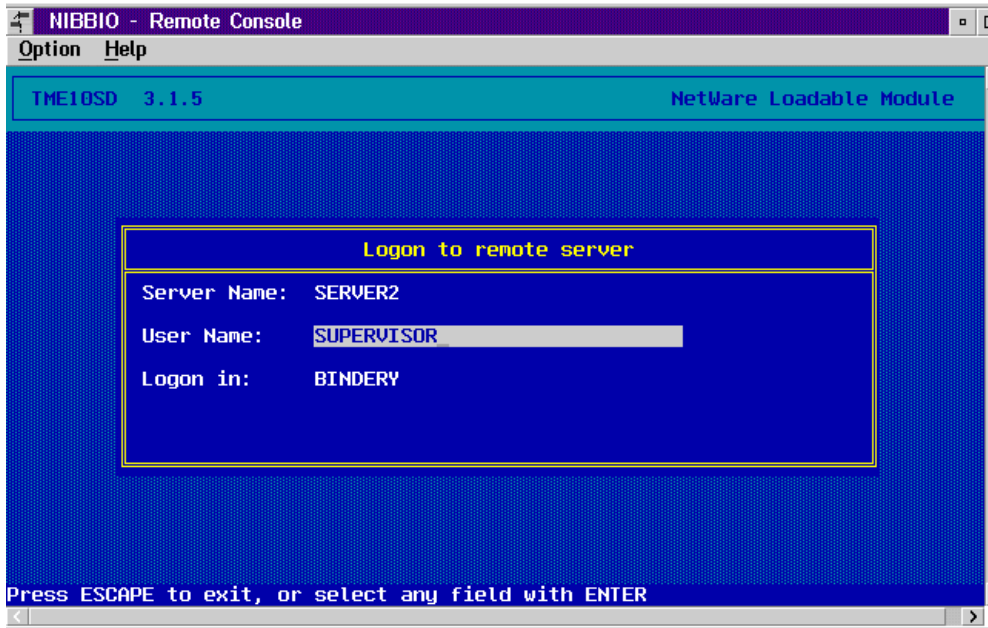 NIBBIO - Remote Console
Option Help
TME10SD 3.1.5 NetWare Loadable Module
Logon to remote server
Server Name: SERVER2
User Name: SUPERVISOR_
Logon in: BINDERY
Press ESCAPE to exit, or select any field with ENTER